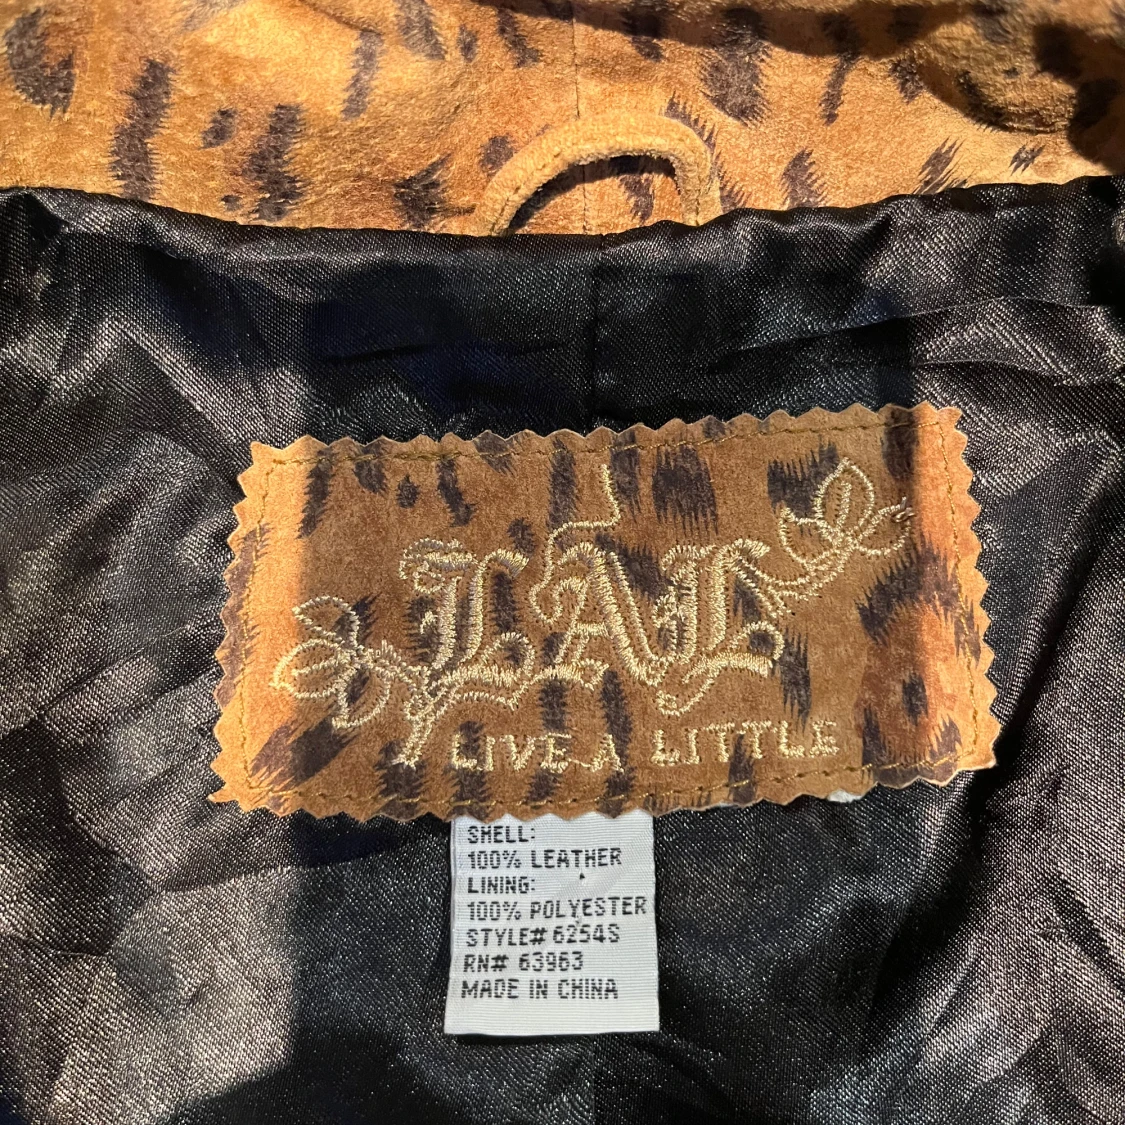 LAL
LIVE A LITTLE
SHELL:
100% LEATHER
LINING:
100% POLYESTER
STYLE# 6254S
RN# 63963
MADE IN CHINA